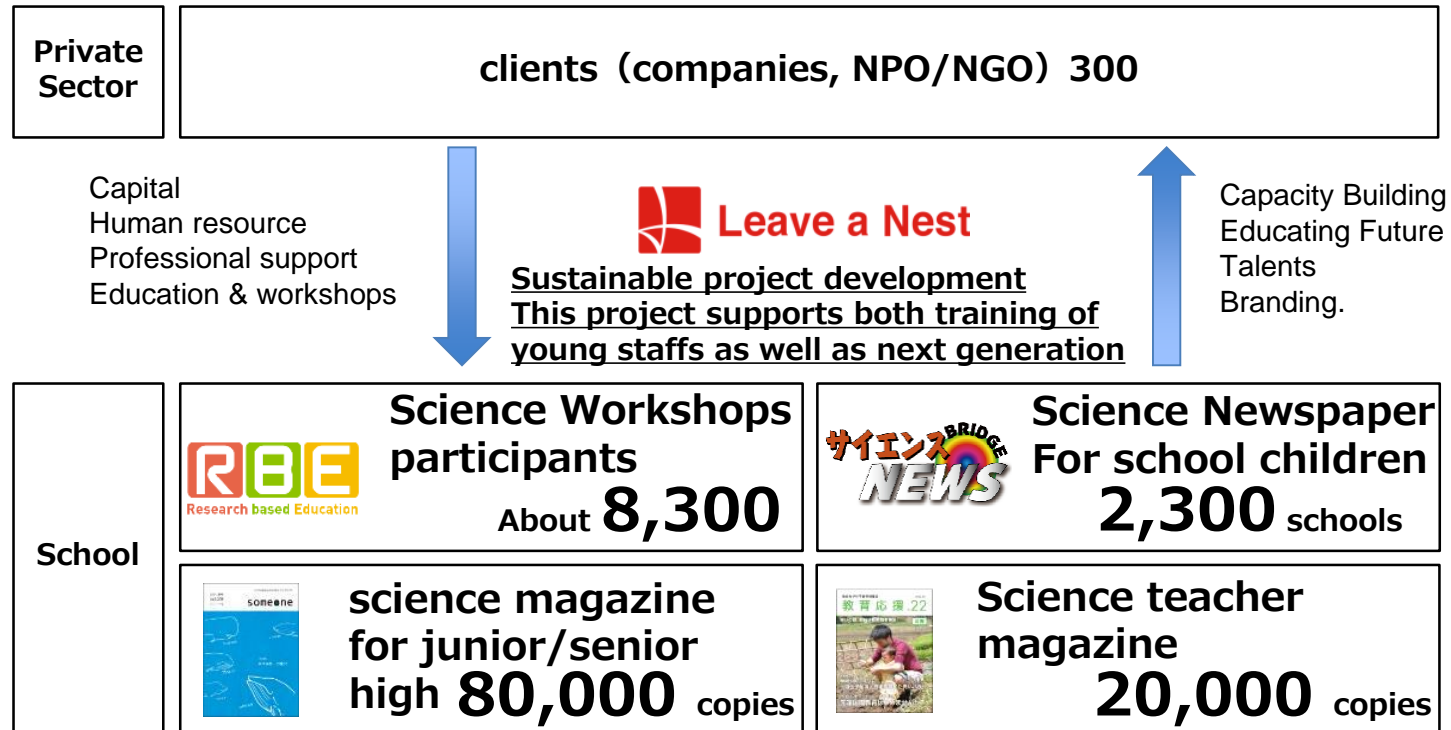 Private
Sector
clients（companies, NPO/NGO）300
Capital
Human resource
Professional support
Education & workshops
Leave a Nest
Sustainable project development
This project supports both training of
young staffs as well as next generation
Capacity Building
Educating Future
Talents
Branding.
School
RBE
Research based Education
Science Workshops
participants
About 8,300
サイエンス
BRIDGE
NEWS
Science Newspaper
For school children
2,300 schools
someone
science magazine
for junior/senior
high 80,000 copies
教育応援.22
Science teacher
magazine
20,000 copies